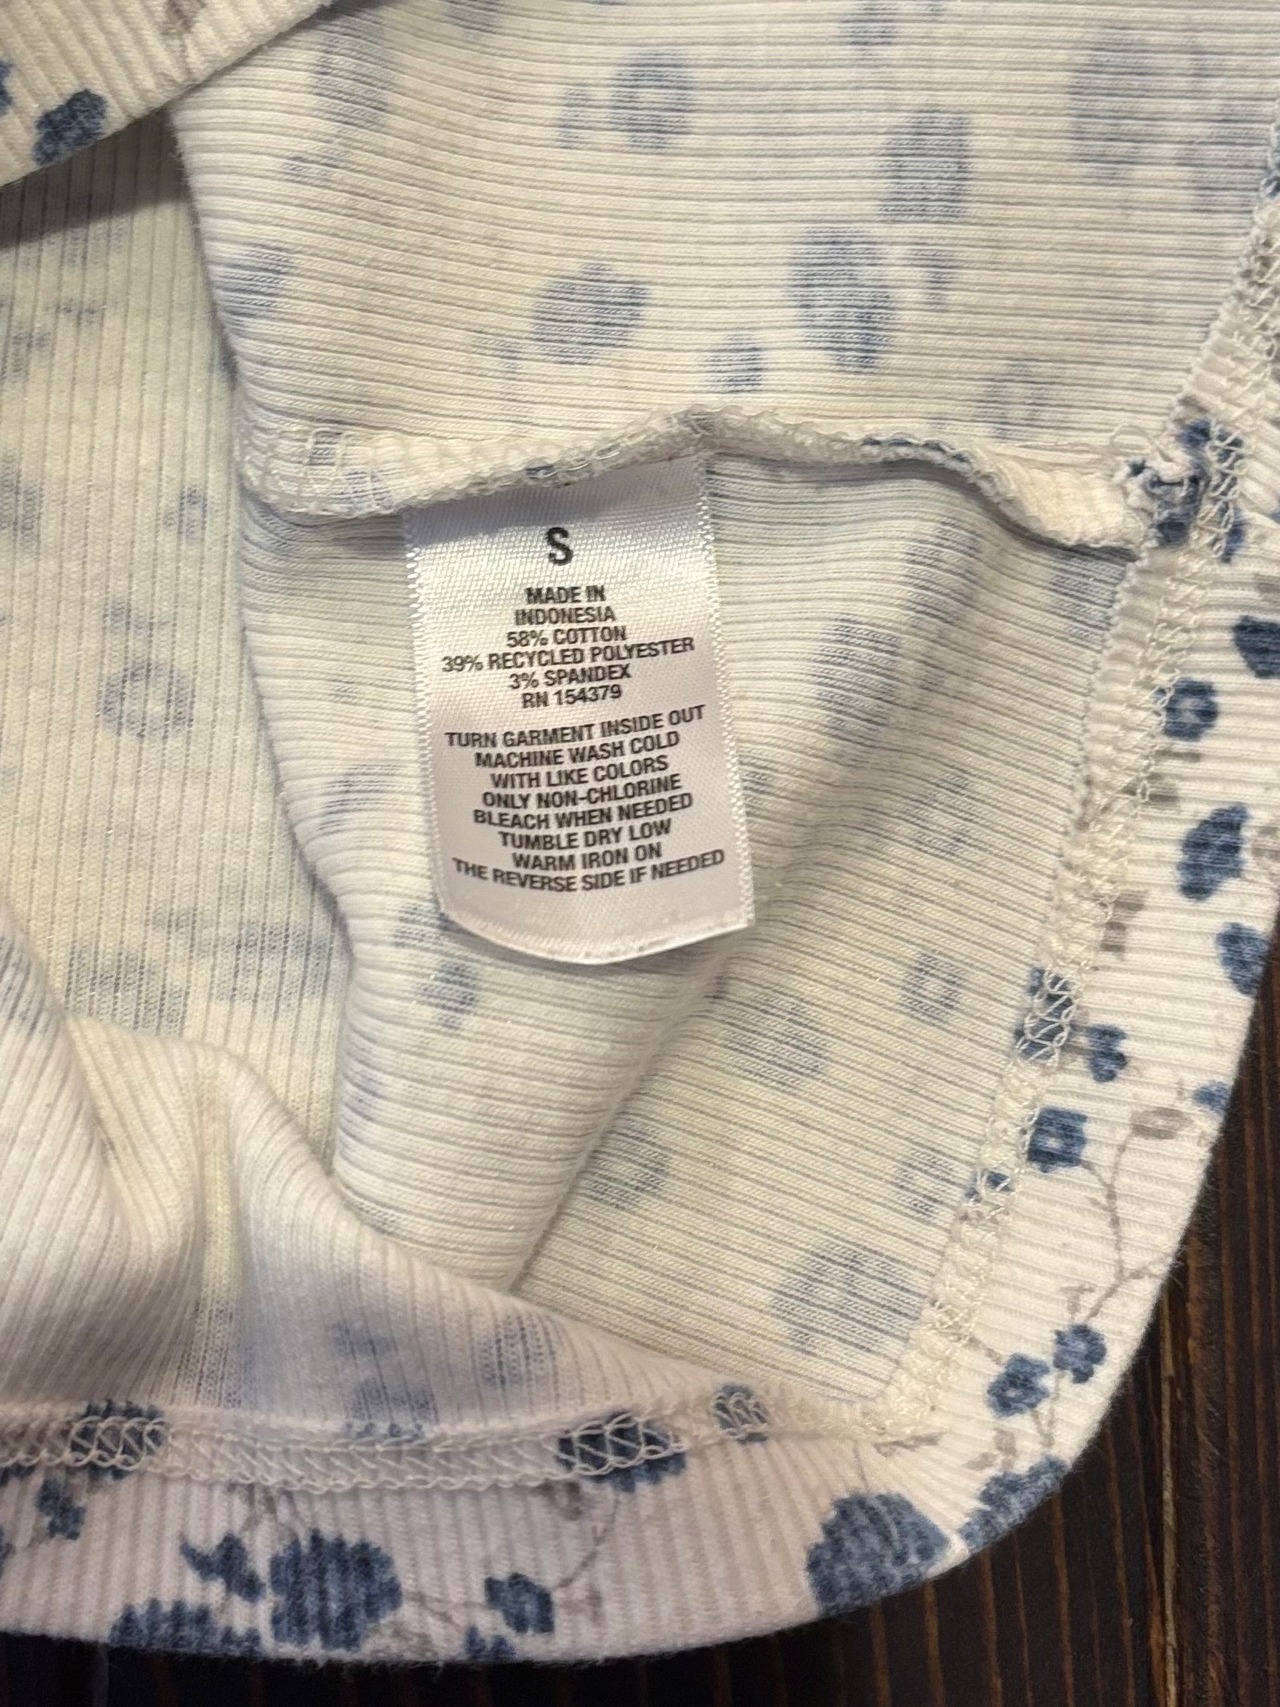 S
MADE IN
INDONESIA
58% COTTON
39% RECYCLED POLYESTER
3% SPANDEX
RN 154379
TURN GARMENT INSIDE OUT
MACHINE WASH COLD
WITH LIKE COLORS
ONLY NON-CHLORINE
BLEACH WHEN NEEDED
TUMBLE DRY LOW
WARM IRON ON
THE REVERSE SIDE IF NEEDED